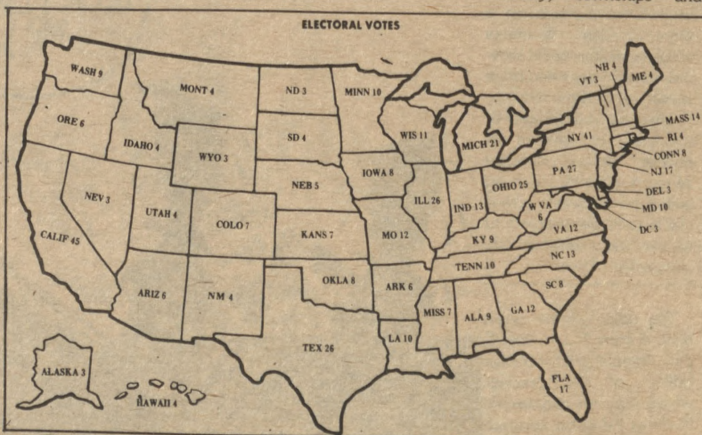 ELECTORAL VOTES
WASH 9
MONT 4
ND 3
MINN 10
NH 4
VT 3
ME 4
ORE 6
IDAHO 4
WYO 3
SD 4
WIS 11
MICH 21
NY 41
MASS 14
RI 4
CONN 8
NJ 17
NEV 3
UTAH 4
COLO 7
NEB 5
IOWA 8
ILL 26
IND 13
OHIO 25
PA 27
W VA
6
DEL 3
MD 10
DC 3
CALIF 45
KANS 7
MO 12
KY 9
VA 12
ARIZ 6
NM 4
OKLA 8
ARK 6
TENN 10
NC 13
SC 8
TEX 26
LA 10
MISS 7
ALA 9
GA 12
FLA
17
ALASKA 3
HAWAII 4